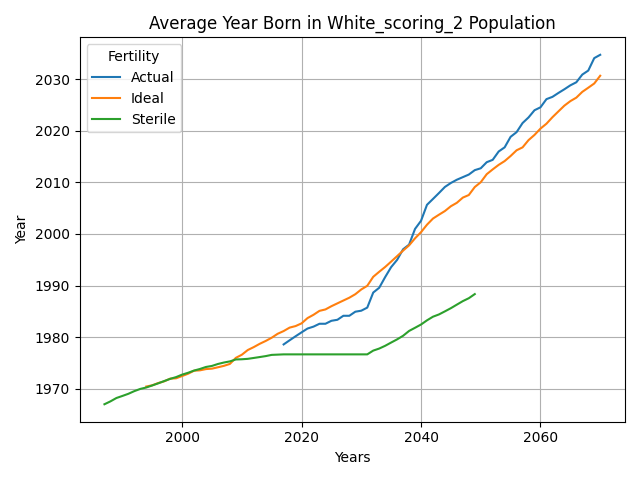 Average Year Born in White_scoring_2 Population
Fertility
Actual
Ideal
Sterile
Year
2030
2020
2010
2000
1990
1980
1970
2000
2020
2040
2060
Years